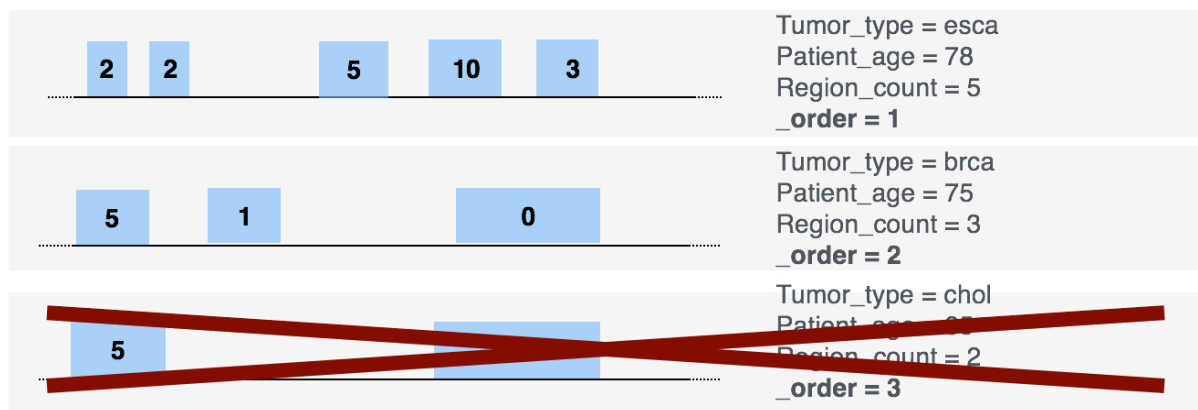 2 2 5 10 3
Tumor_type = esca
Patient_age = 78
Region_count = 5
_order = 1
5 1 0
Tumor_type = brca
Patient_age = 75
Region_count = 3
_order = 2
5
Tumor_type = chol
Patient_age =
Region_count = 2
_order = 3